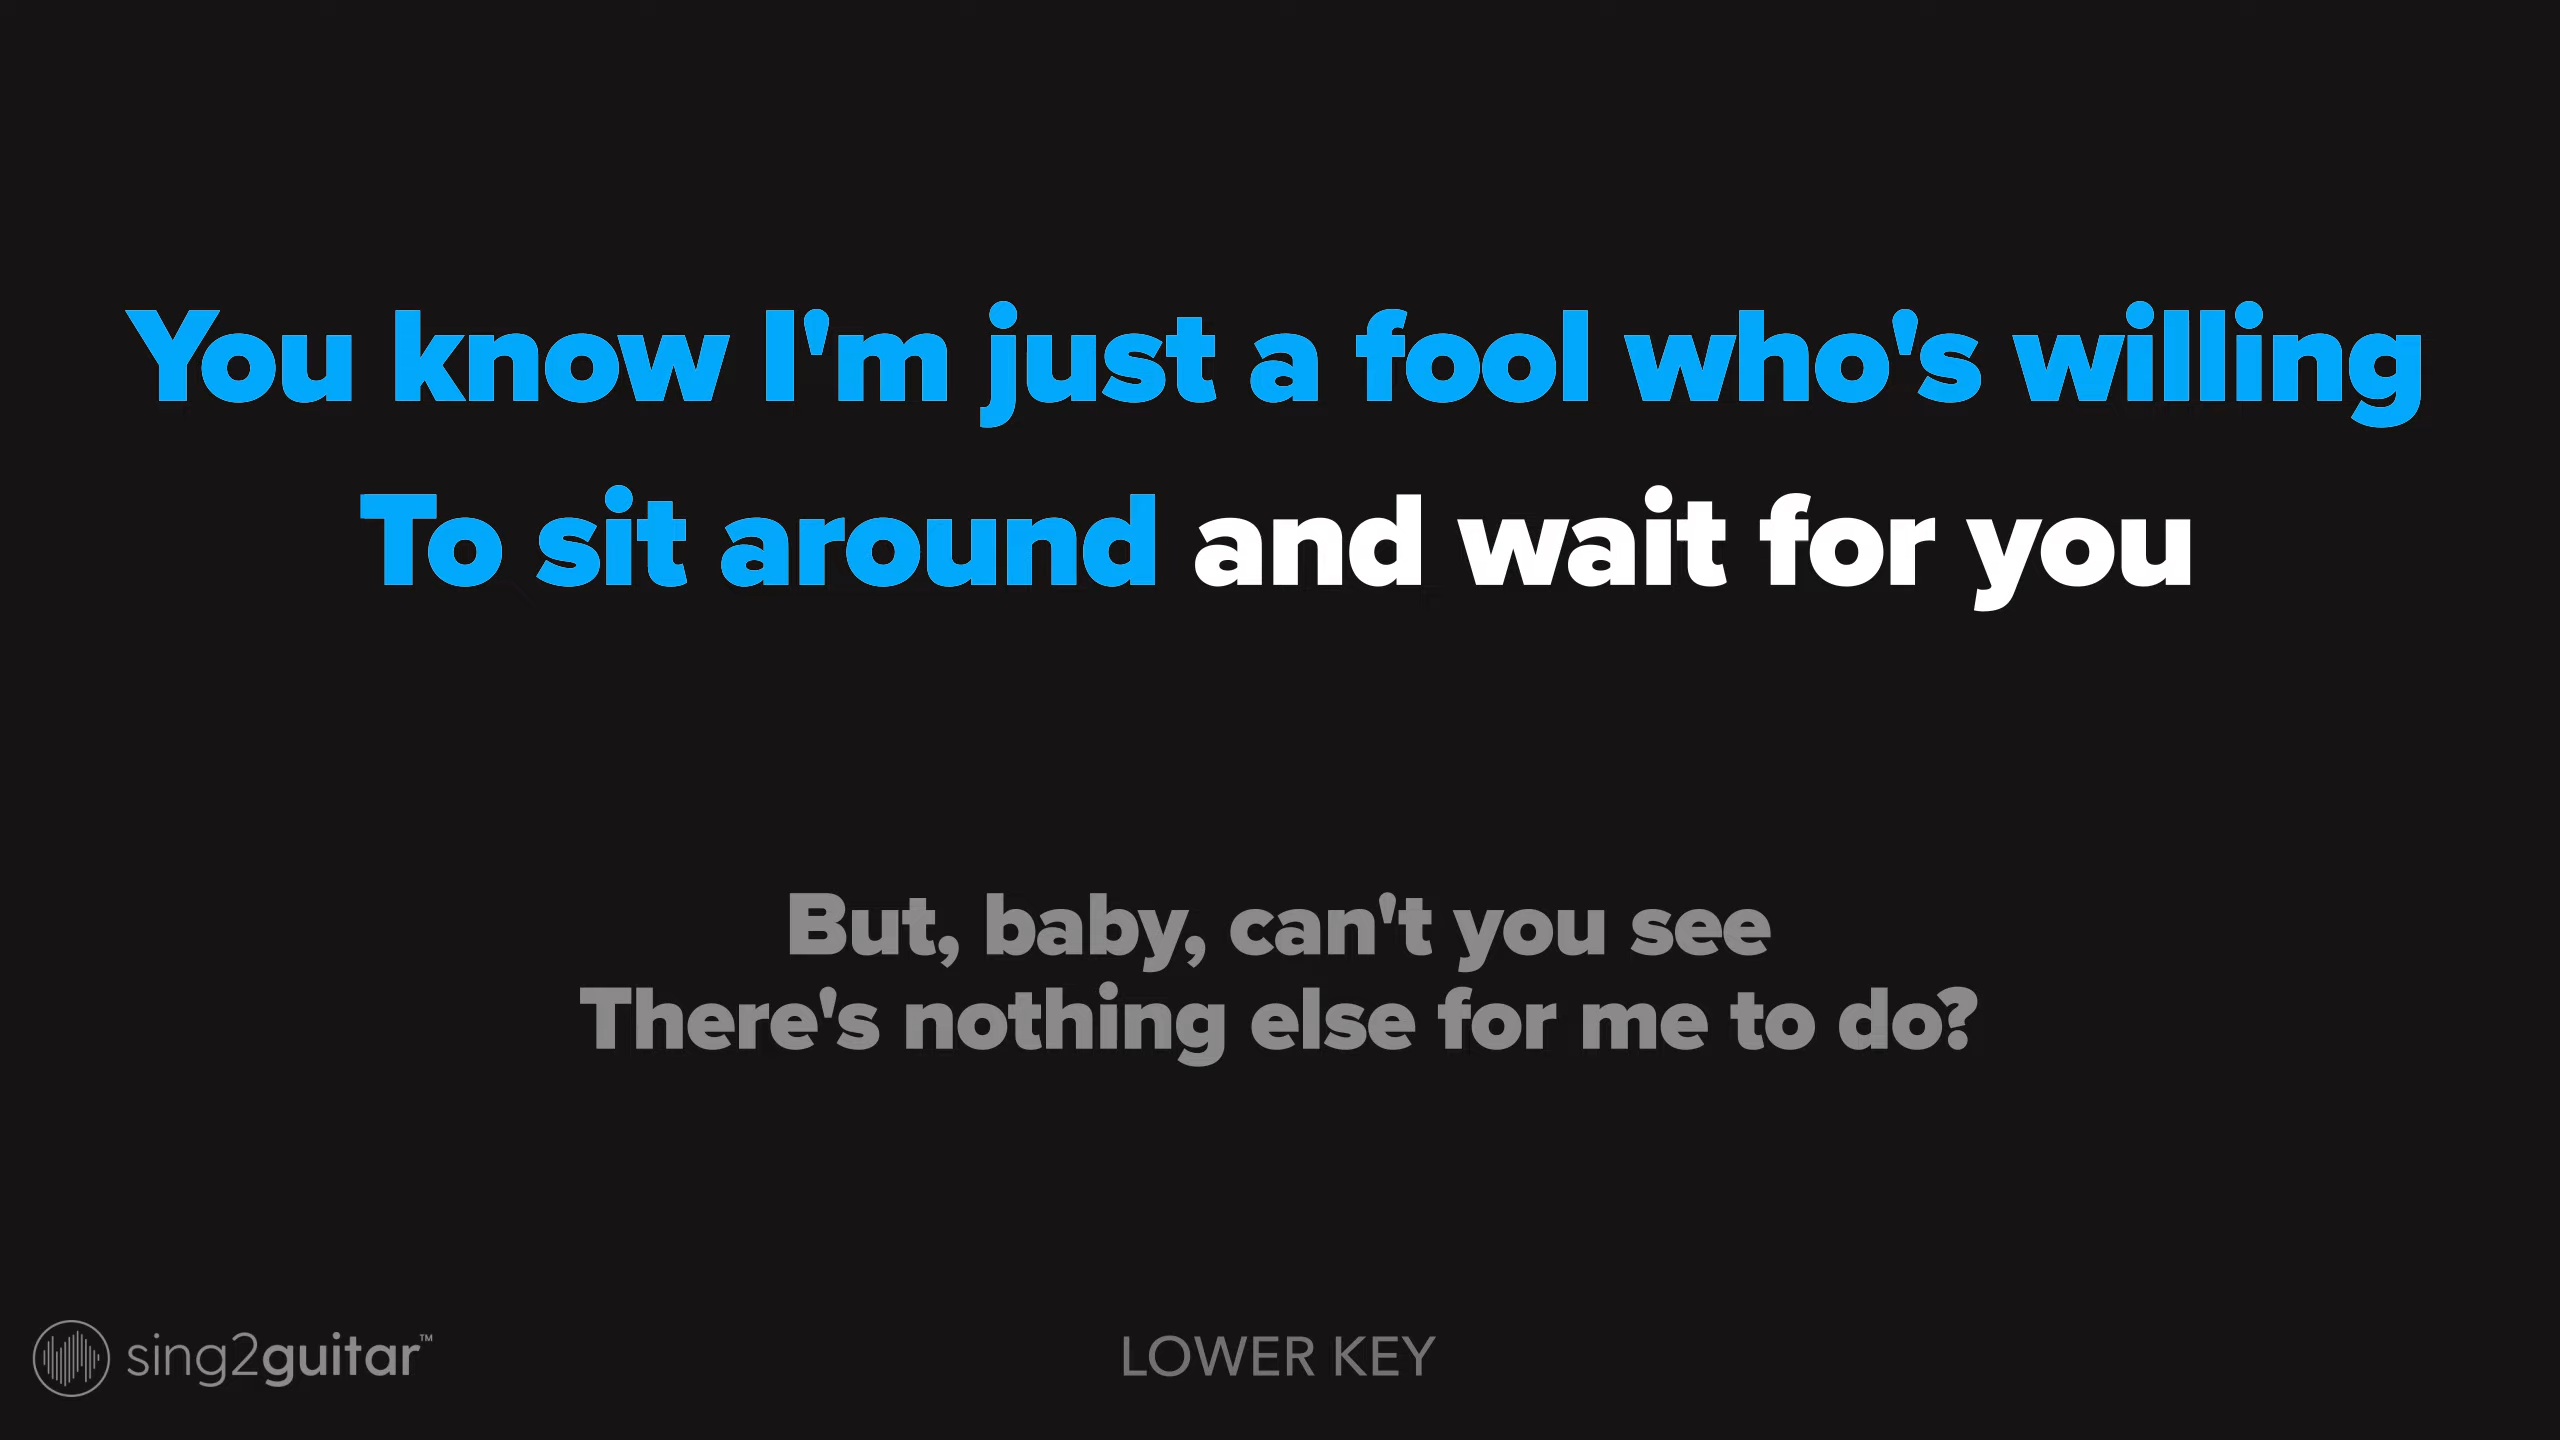 You know I'm just a fool who's willing
To sit around and wait for you
But, baby, can't you see
There's nothing else for me to do?
sing2guitar™
LOWER KEY